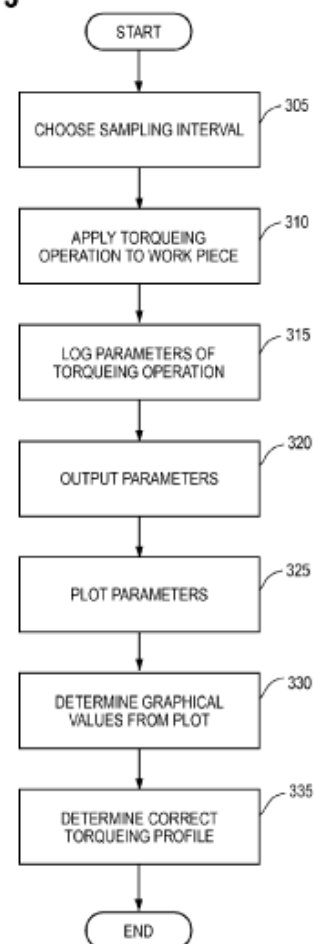 START
CHOOSE SAMPLING INTERVAL
305
APPLY TORQUEING
OPERATION TO WORK PIECE
310
LOG PARAMETERS OF
TORQUEING OPERATION
315
OUTPUT PARAMETERS
320
PLOT PARAMETERS
325
DETERMINE GRAPHICAL
VALUES FROM PLOT
330
DETERMINE CORRECT
TORQUEING PROFILE
335
END